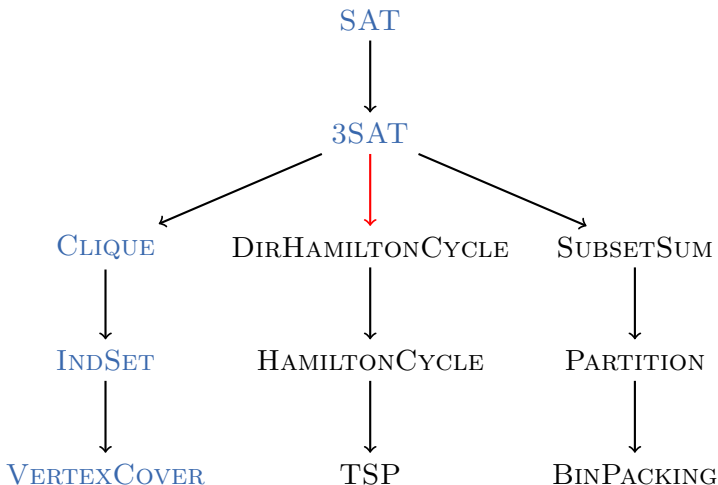 SAT
3SAT
CLIQUE DIRHAMILTONCYCLE SUBSETSUM
INDSET HAMILTONCYCLE PARTITION
VERTEXCOVER TSP BINPACKING